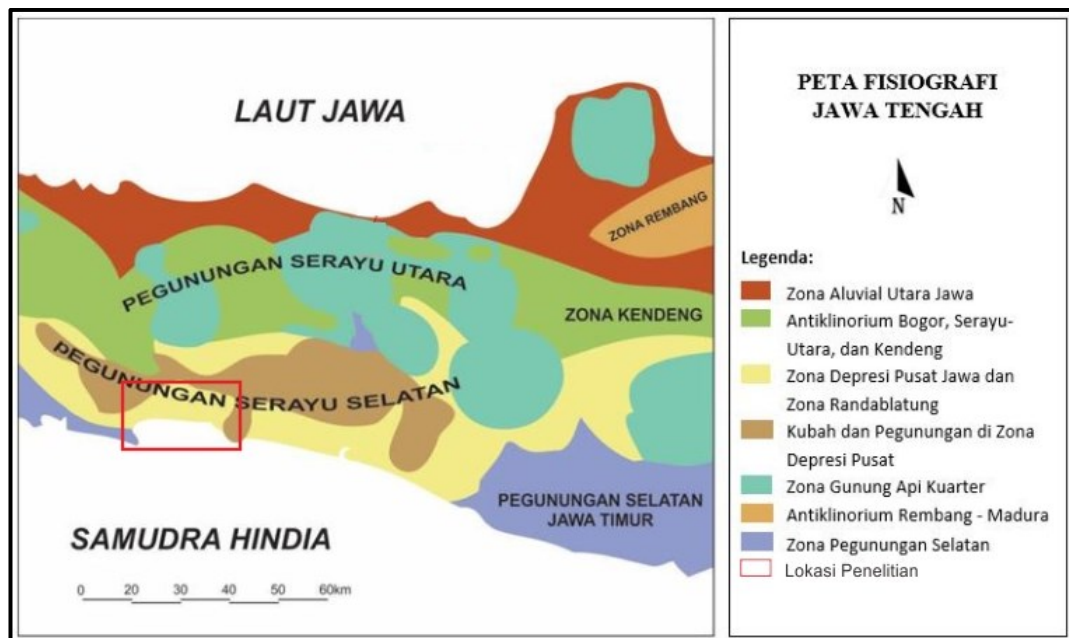 LAUT JAWA
ZONA REMBANG
PEGUNUNGAN SERAYU UTARA
ZONA KENDENG
PEGUNUNGAN SERAYU SELATAN
PEGUNUNGAN SELATAN
JAWA TIMUR
SAMUDRA HINDIA
0 20 30 40 50 60km
PETA FISIOGRAFI
JAWA TENGAH
N
Legenda:
Zona Aluvial Utara Jawa
Antiklinorium Bogor, Serayu-
Utara, dan Kendeng
Zona Depresi Pusat Jawa dan
Zona Randablatung
Kubah dan Pegunungan di Zona
Depresi Pusat
Zona Gunung Api Kuarter
Antiklinorium Rembang - Madura
Zona Pegunungan Selatan
Lokasi Penelitian